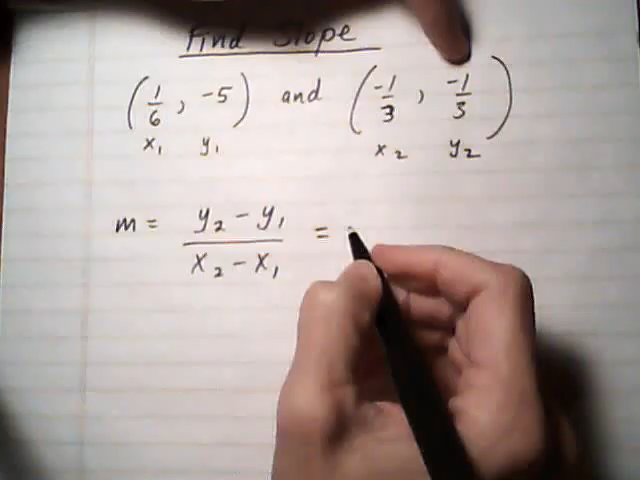 Find Slope
(1/6, -5) and (-1/3, -1/3)
x₁ y₁ x₂ y₂
m = y₂ - y₁ / x₂ - x₁ =